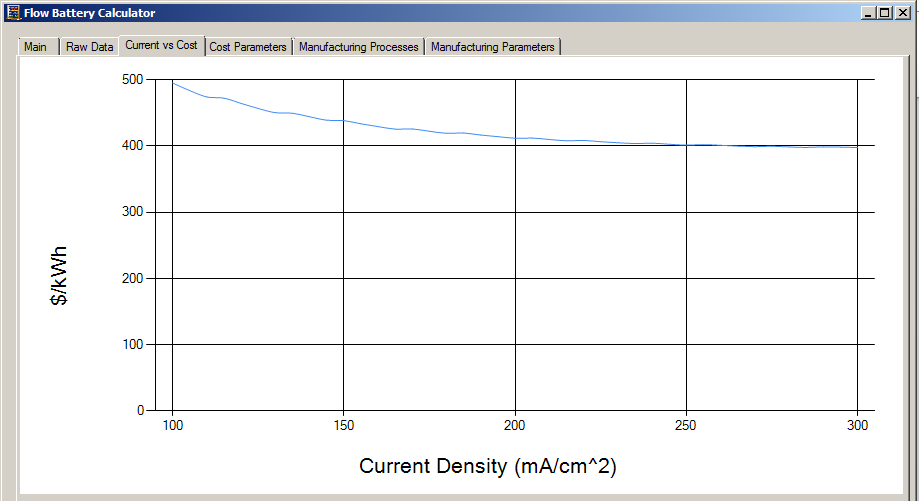 Flow Battery Calculator
Main Raw Data Current vs Cost Cost Parameters Manufacturing Processes Manufacturing Parameters
500
400
300
200
100
0
$/kWh
100 150 200 250 300
Current Density (mA/cm^2)